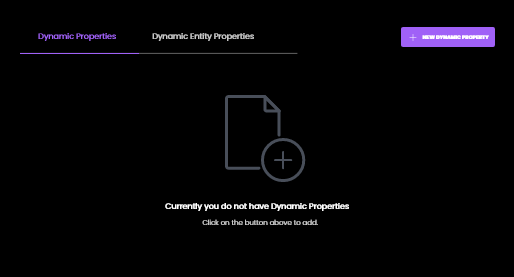 Dynamic Properties
Dynamic Entity Properties
NEW DYNAMIC PROPERTY
Currently you do not have Dynamic Properties
Click on the button above to add.